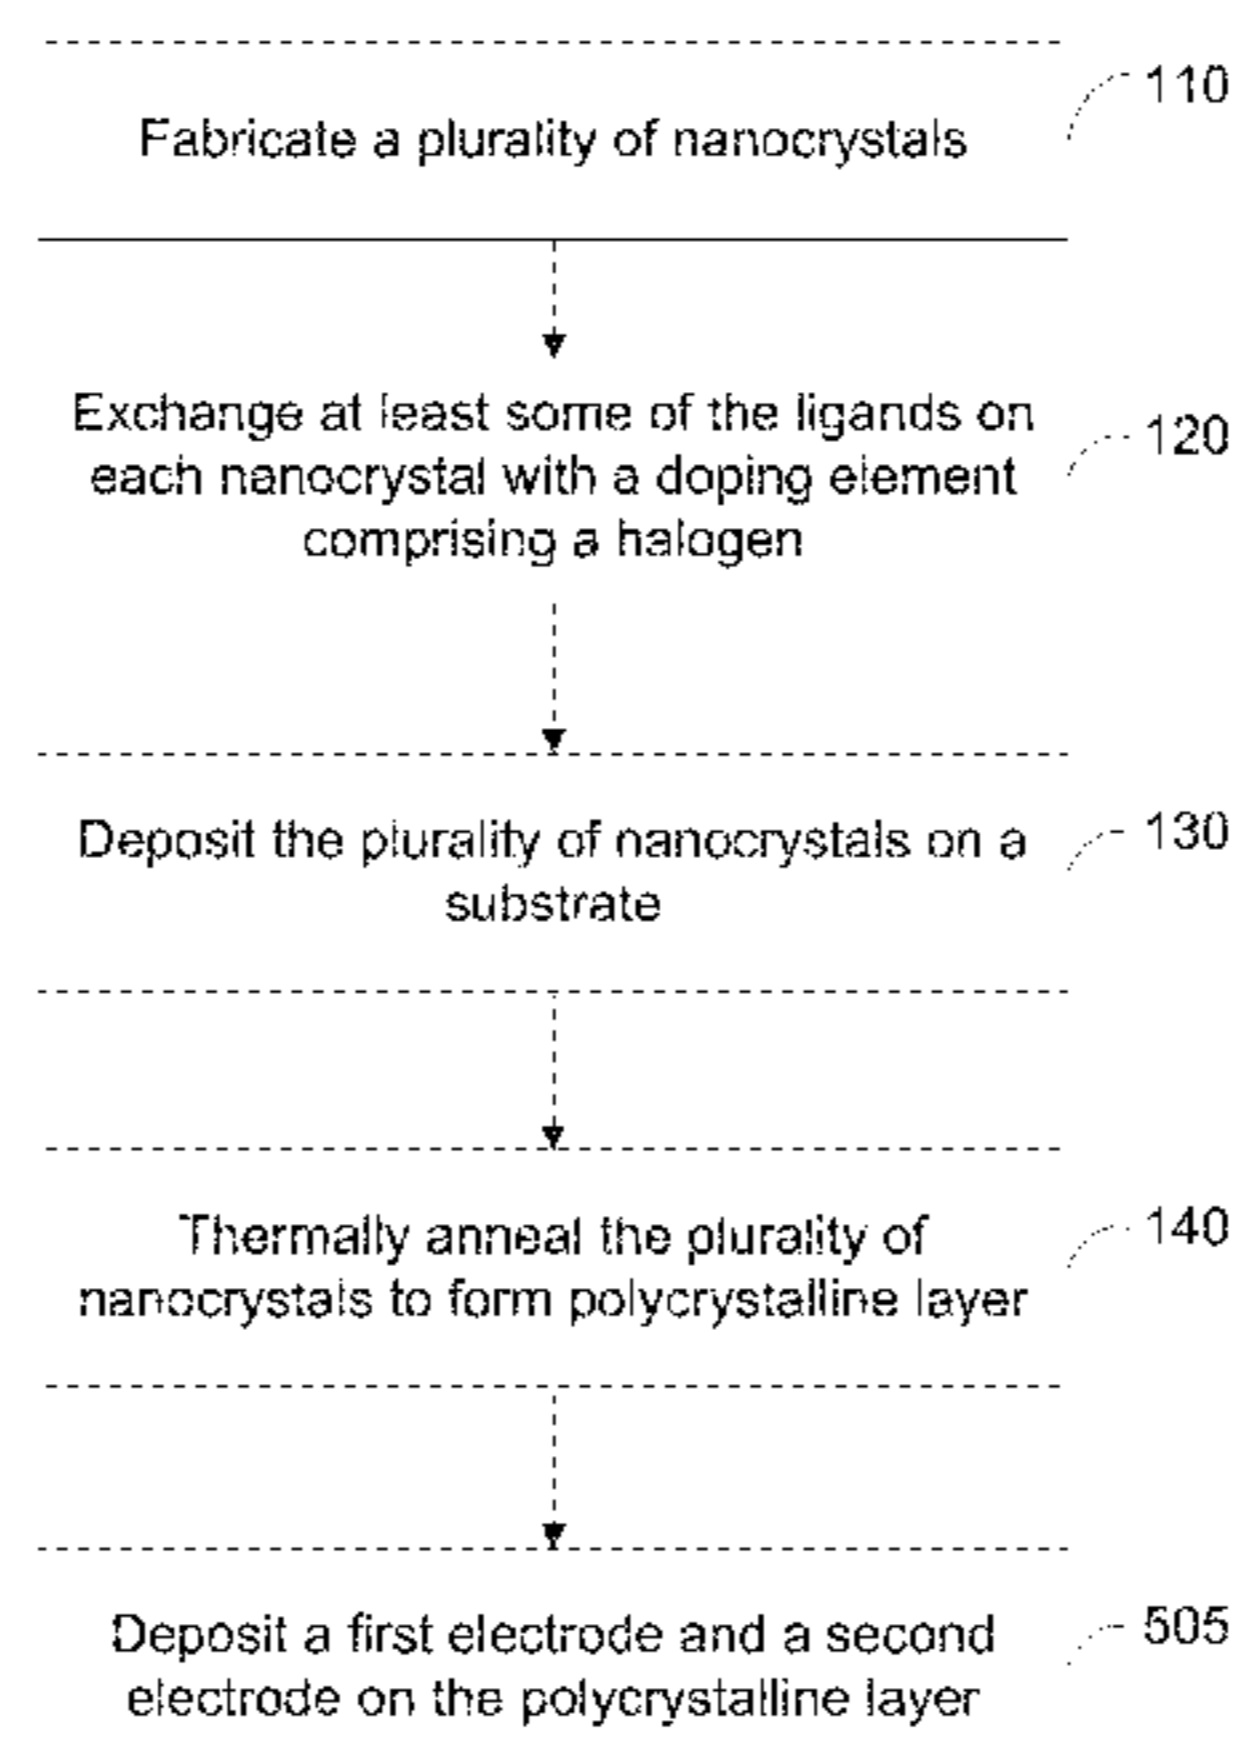 110
Fabricate a plurality of nanocrystals
Exchange at least some of the ligands on
each nanocrystal with a doping element
comprising a halogen
120
Deposit the plurality of nanocrystals on a
substrate
130
Thermally anneal the plurality of
nanocrystals to form polycrystalline layer
140
Deposit a first electrode and a second
electrode on the polycrystalline layer
505